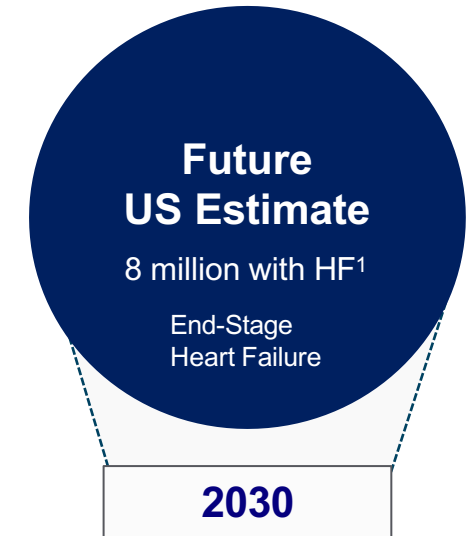 Future
US Estimate
8 million with HF¹
End-Stage
Heart Failure
2030